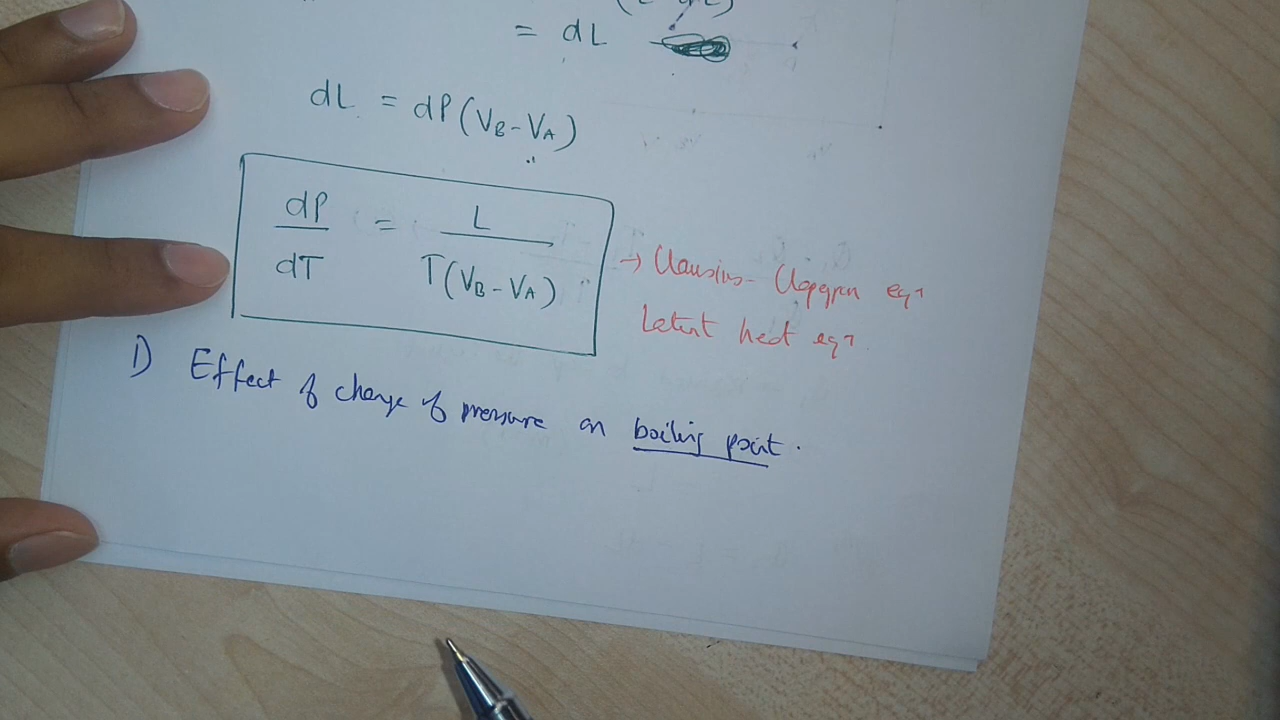 = dL
dL = dP(V_B - V_A)
dP/dT = L/T(V_B - V_A)
→ Clausius-Clapeyron eqn
Latent heat eqn
1) Effect of change of pressure on boiling point.